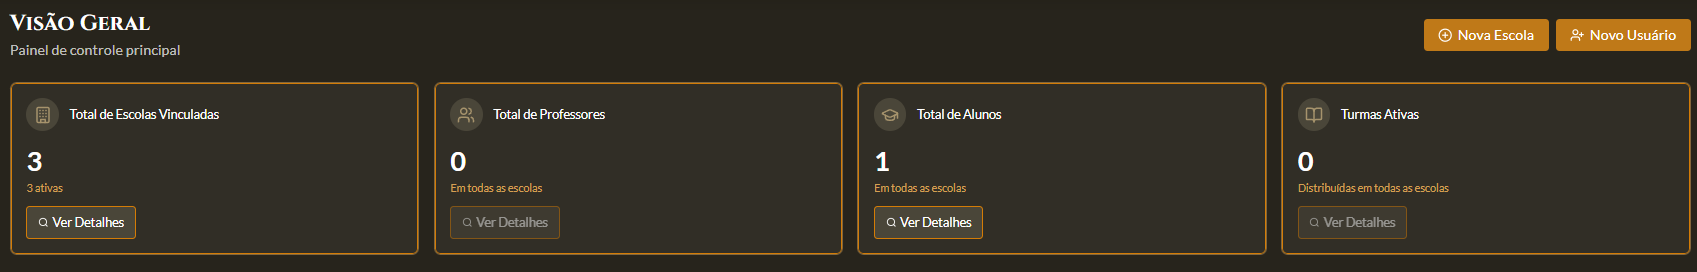 Visão Geral
Painel de controle principal
Nova Escola
Novo Usuário
Total de Escolas Vinculadas
3
3 ativas
Ver Detalhes
Total de Professores
0
Em todas as escolas
Ver Detalhes
Total de Alunos
1
Em todas as escolas
Ver Detalhes
Turmas Ativas
0
Distribuídas em todas as escolas
Ver Detalhes